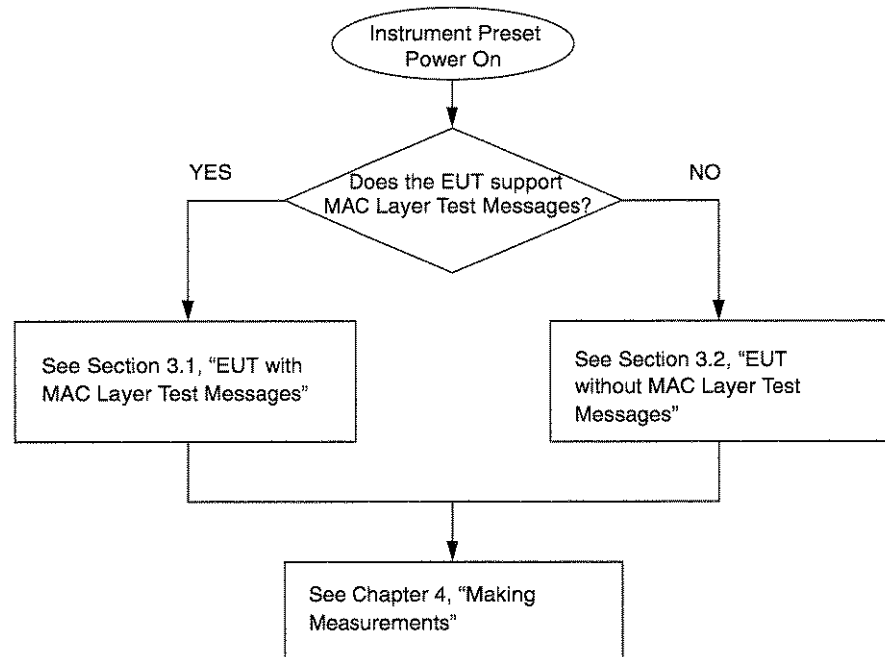 Instrument Preset
Power On
YES
NO
Does the EUT support
MAC Layer Test Messages?
See Section 3.1, “EUT with
MAC Layer Test Messages”
See Section 3.2, “EUT
without MAC Layer Test
Messages”
See Chapter 4, “Making
Measurements”